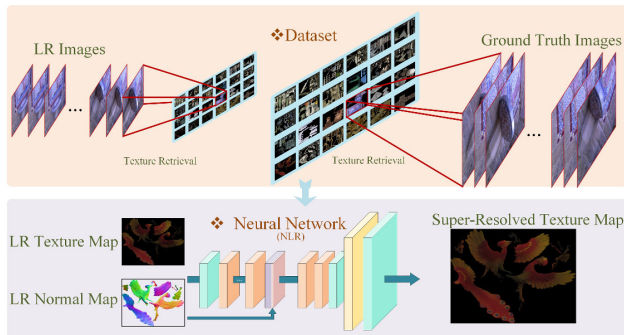 ❖Dataset
LR Images
Ground Truth Images
...
...
Texture Retrieval
Texture Retrieval
❖ Neural Network
(NLR)
Super-Resolved Texture Map
LR Texture Map
LR Normal Map
...